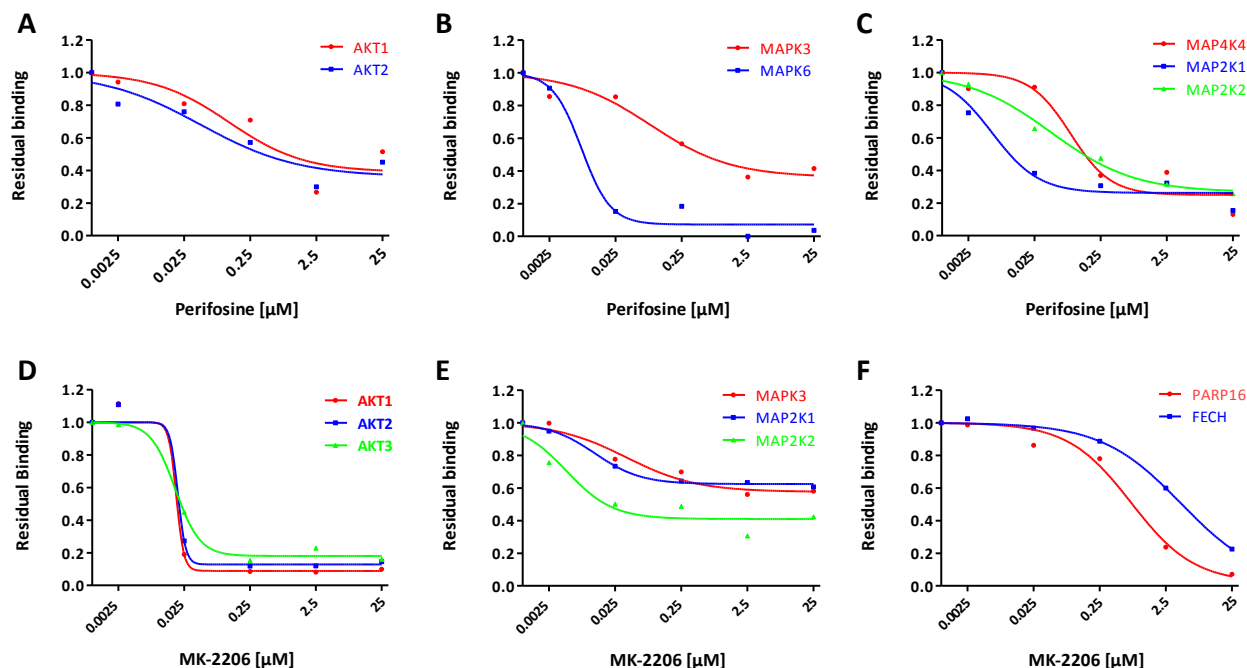 A
1.2
1.0
0.8
0.6
0.4
0.2
0.0
Residual binding
AKT1
AKT2
0.0025
0.025
0.25
2.5
25
Perifosine [µM]
B
1.2
1.0
0.8
0.6
0.4
0.2
0.0
Residual binding
MAPK3
MAPK6
0.0025
0.025
0.25
2.5
25
Perifosine [µM]
C
1.2
1.0
0.8
0.6
0.4
0.2
0.0
Residual binding
MAP4K4
MAP2K1
MAP2K2
0.0025
0.025
0.25
2.5
25
Perifosine [µM]
D
1.2
1.0
0.8
0.6
0.4
0.2
0.0
Residual Binding
AKT1
AKT2
AKT3
0.0025
0.025
0.25
2.5
25
MK-2206 [µM]
E
1.2
1.0
0.8
0.6
0.4
0.2
0.0
Residual binding
MAPK3
MAP2K1
MAP2K2
0.0025
0.025
0.25
2.5
25
MK-2206 [µM]
F
1.2
1.0
0.8
0.6
0.4
0.2
0.0
Residual binding
PARP16
FECH
0.0025
0.025
0.25
2.5
25
MK-2206 [µM]